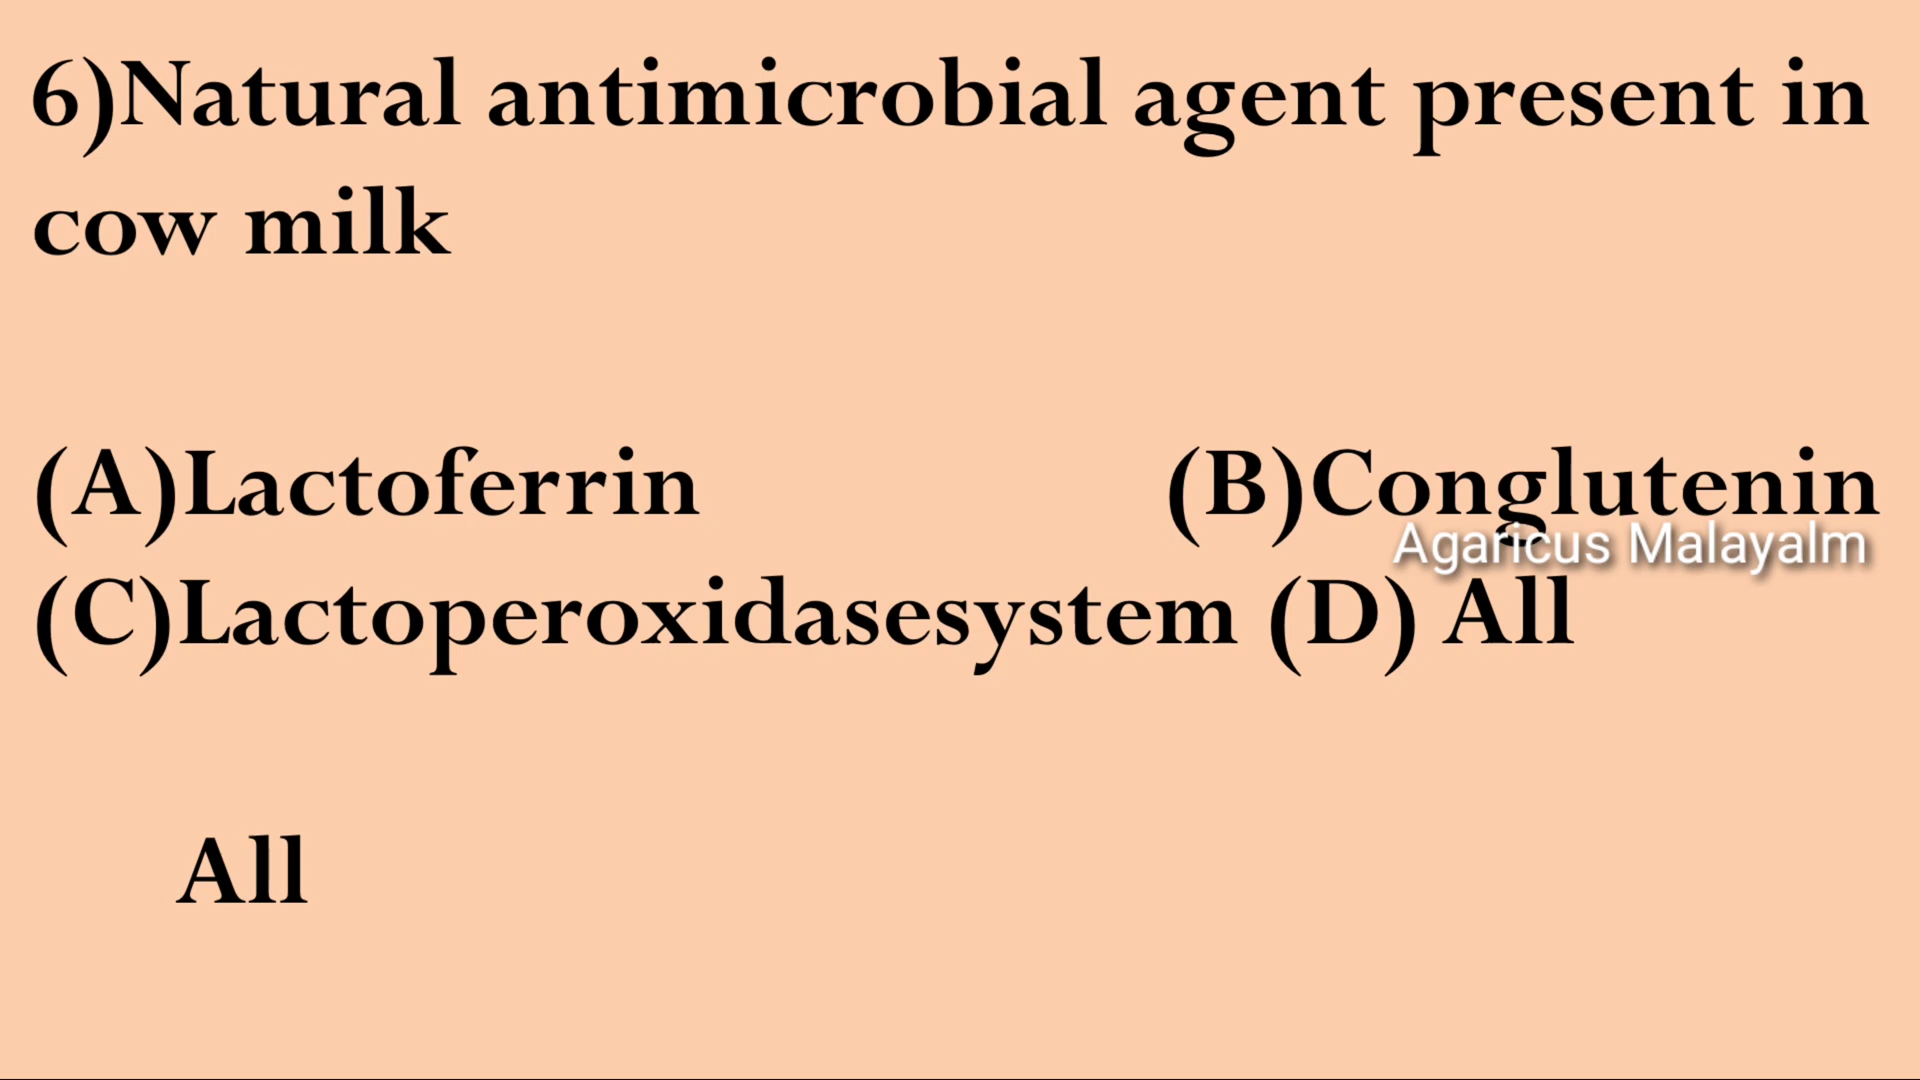 6)Natural antimicrobial agent present in
cow milk
(A)Lactoferrin (B)Conglutenin
Agaricus Malayalm
(C)Lactoperoxidasesystem (D) All
All